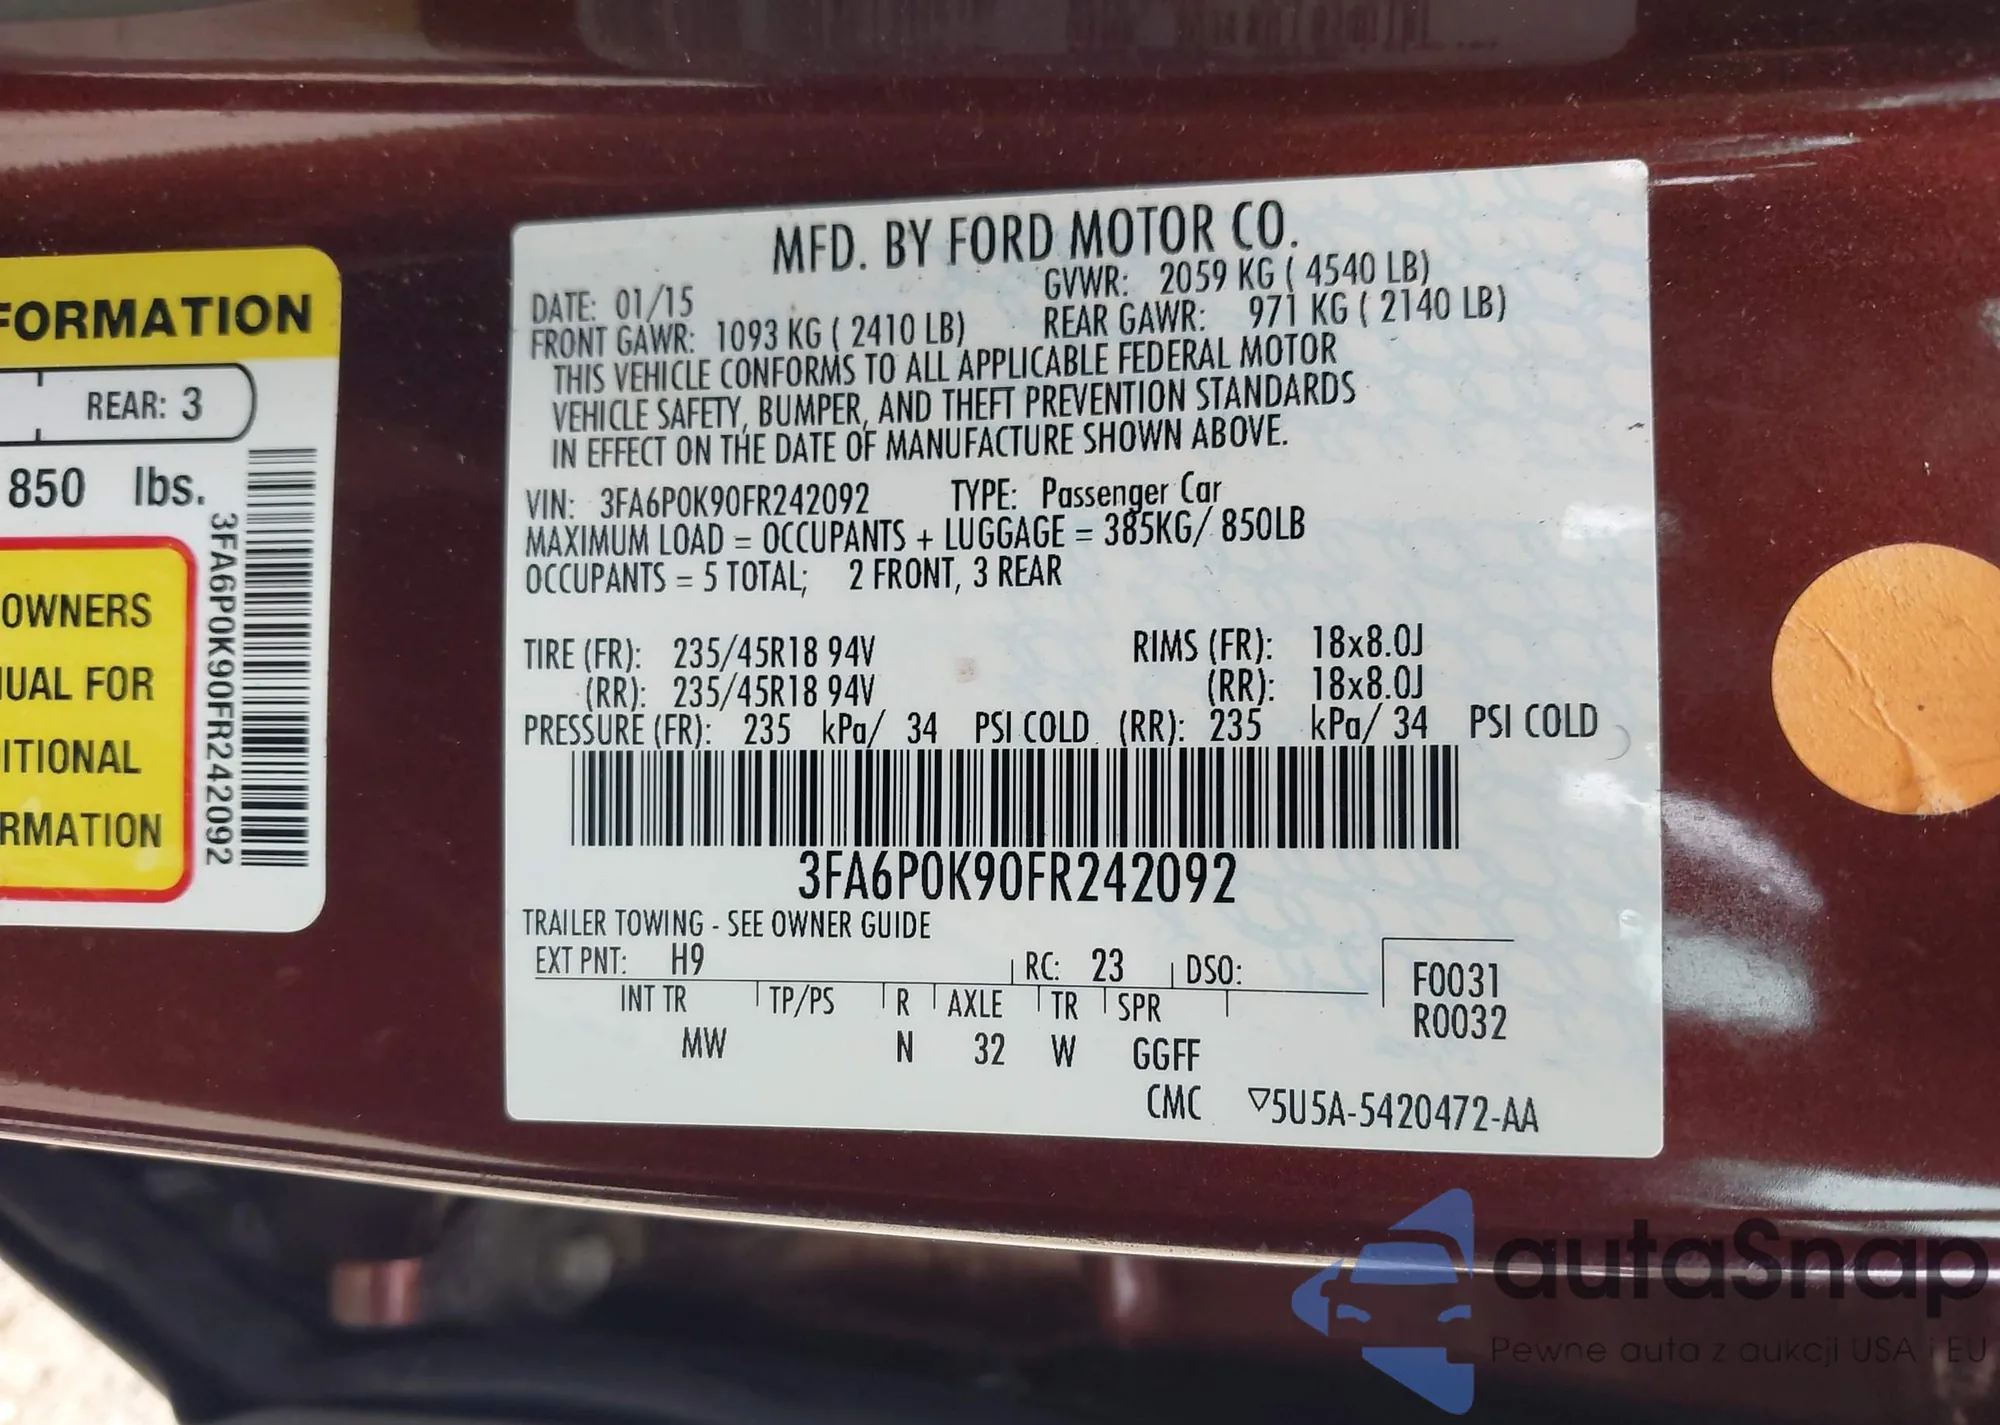 FORMATION
REAR: 3
850 lbs.
3FA6P0K90FR242092
OWNERS
UAL FOR
ITIONAL
RMATION
MFD. BY FORD MOTOR CO.
DATE: 01/15
GVWR: 2059 KG ( 4540 LB)
FRONT GAWR: 1093 KG ( 2410 LB)
REAR GAWR: 971 KG ( 2140 LB)
THIS VEHICLE CONFORMS TO ALL APPLICABLE FEDERAL MOTOR
VEHICLE SAFETY, BUMPER, AND THEFT PREVENTION STANDARDS
IN EFFECT ON THE DATE OF MANUFACTURE SHOWN ABOVE.
VIN: 3FA6P0K90FR242092 TYPE: Passenger Car
MAXIMUM LOAD = OCCUPANTS + LUGGAGE = 385KG/ 850LB
OCCUPANTS = 5 TOTAL; 2 FRONT, 3 REAR
TIRE (FR): 235/45R18 94V RIMS (FR): 18x8.0J
(RR): 235/45R18 94V (RR): 18x8.0J
PRESSURE (FR): 235 kPa/ 34 PSI COLD (RR): 235 kPa/ 34 PSI COLD
3FA6P0K90FR242092
TRAILER TOWING - SEE OWNER GUIDE
EXT PNT: H9 RC: 23 DSO:
F0031
R0032
INT TR TP/PS R AXLE TR SPR
MW N 32 W GGFF
CMC ▽5U5A-5420472-AA
autaSnap
Pewne auta z aukcji USA i EU